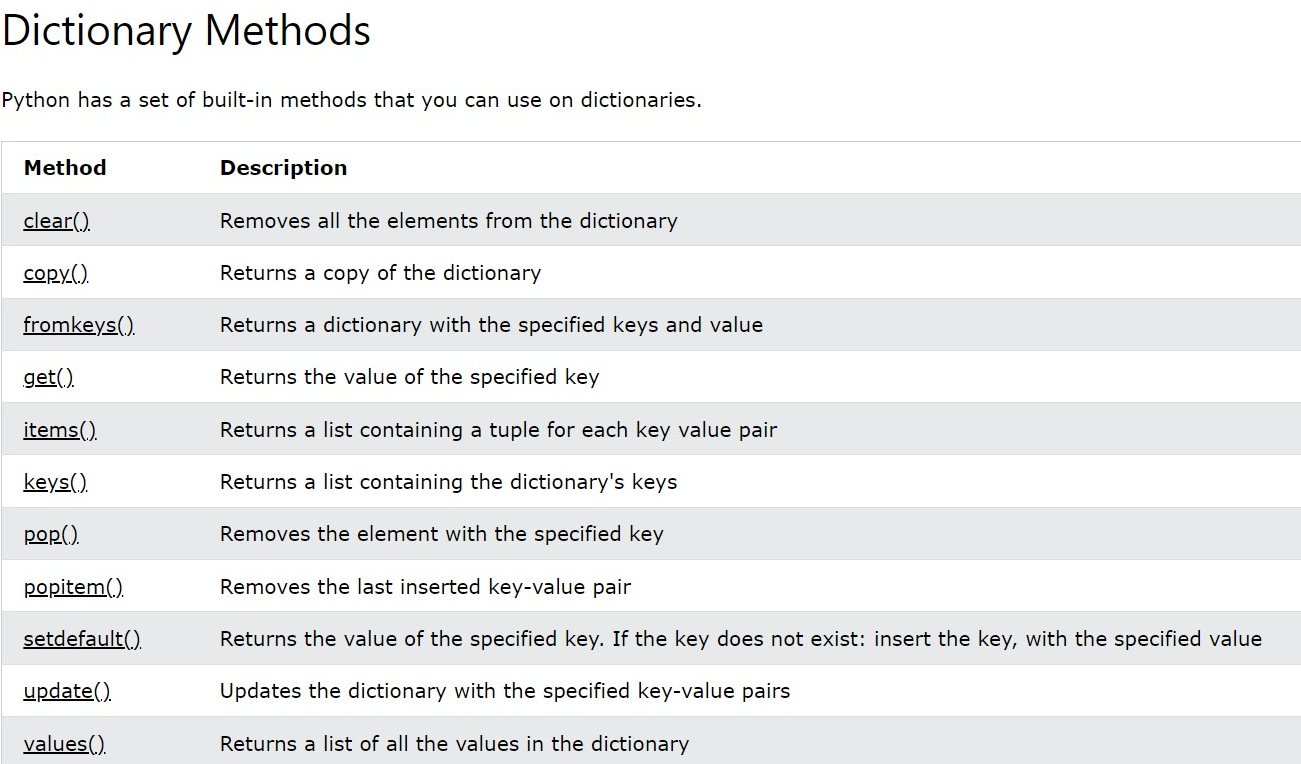 Dictionary Methods
Python has a set of built-in methods that you can use on dictionaries.
Method Description
clear() Removes all the elements from the dictionary
copy() Returns a copy of the dictionary
fromkeys() Returns a dictionary with the specified keys and value
get() Returns the value of the specified key
items() Returns a list containing a tuple for each key value pair
keys() Returns a list containing the dictionary's keys
pop() Removes the element with the specified key
popitem() Removes the last inserted key-value pair
setdefault() Returns the value of the specified key. If the key does not exist: insert the key, with the specified value
update() Updates the dictionary with the specified key-value pairs
values() Returns a list of all the values in the dictionary